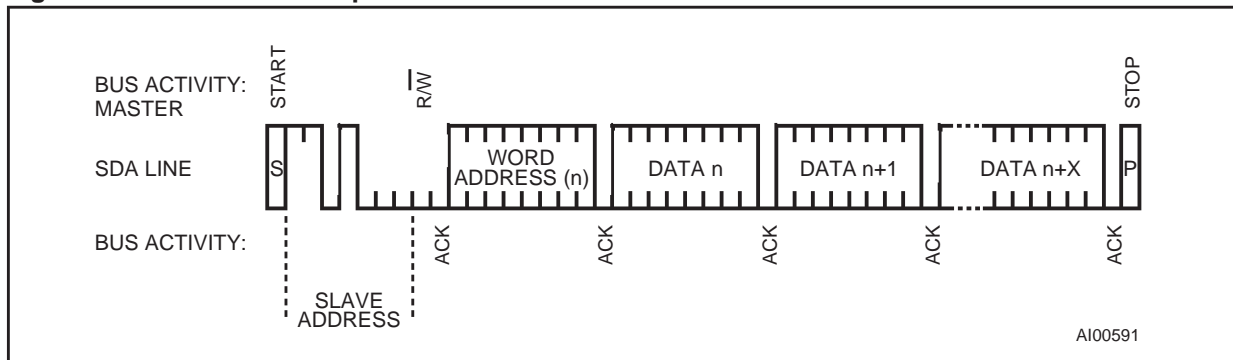 BUS ACTIVITY:
MASTER
START
R/W
STOP
SDA LINE
S
WORD
ADDRESS (n)
DATA n
DATA n+1
DATA n+X
P
BUS ACTIVITY:
ACK
ACK
ACK
ACK
ACK
SLAVE
ADDRESS
AI00591